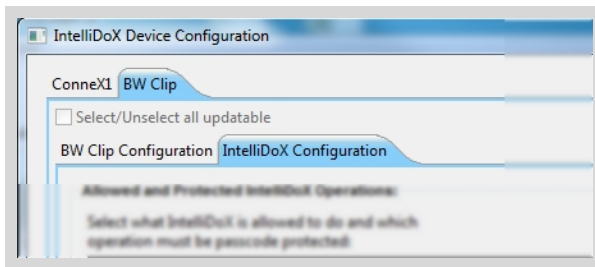 IntelliDoX Device Configuration
ConneX1 BW Clip
Select/Unselect all updatable
BW Clip Configuration IntelliDoX Configuration
Allowed and Protected IntelliDoX Operations:
Select what IntelliDoX is allowed to do and which
operation must be passcode protected: